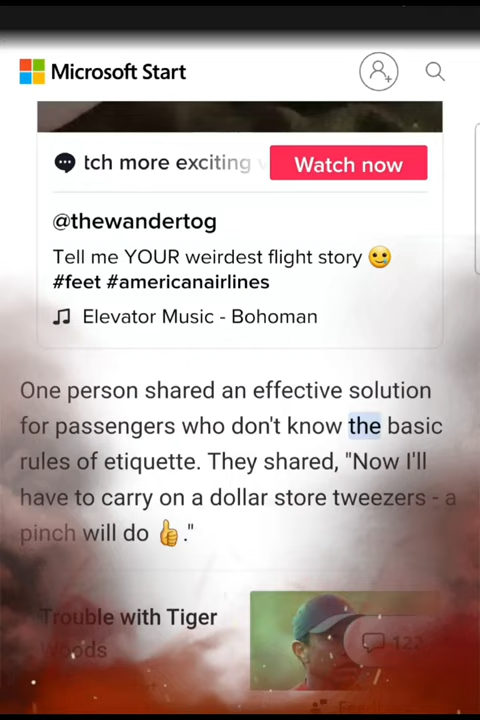 Microsoft Start
tch more exciting
Watch now
@thewandertog
Tell me YOUR weirdest flight story 🥲
#feet #americanairlines
Elevator Music - Bohoman
One person shared an effective solution
for passengers who don't know the basic
rules of etiquette. They shared, "Now I'll
have to carry on a dollar store tweezers - a
pinch will do 👍."
Trouble with Tiger
Woods
122